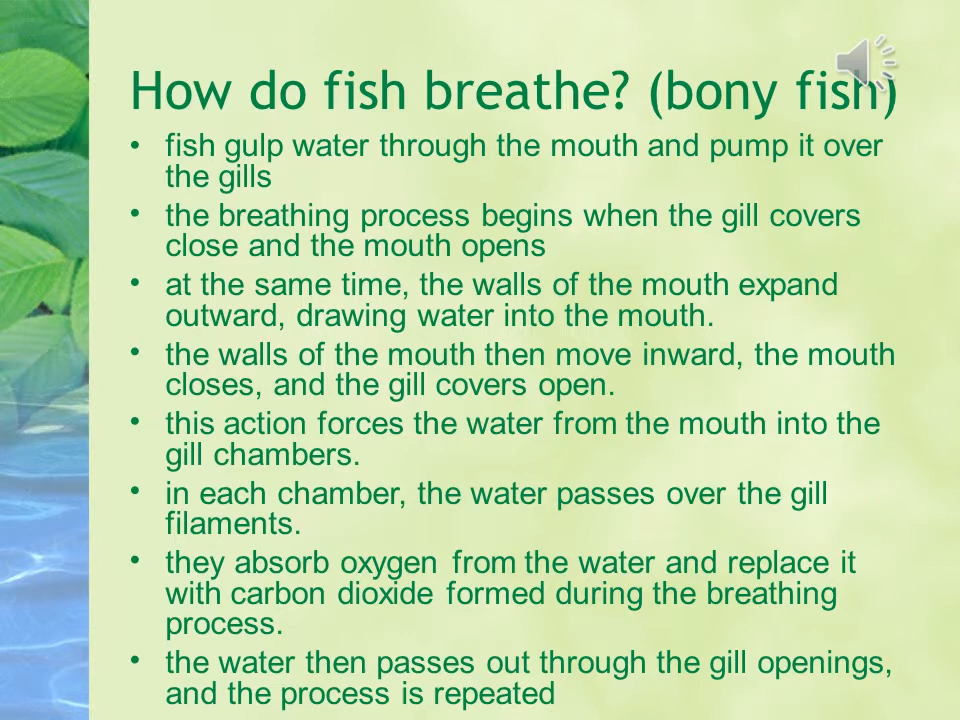 How do fish breathe? (bony fish)
• fish gulp water through the mouth and pump it over
the gills
• the breathing process begins when the gill covers
close and the mouth opens
• at the same time, the walls of the mouth expand
outward, drawing water into the mouth.
• the walls of the mouth then move inward, the mouth
closes, and the gill covers open.
• this action forces the water from the mouth into the
gill chambers.
• in each chamber, the water passes over the gill
filaments.
• they absorb oxygen from the water and replace it
with carbon dioxide formed during the breathing
process.
• the water then passes out through the gill openings,
and the process is repeated